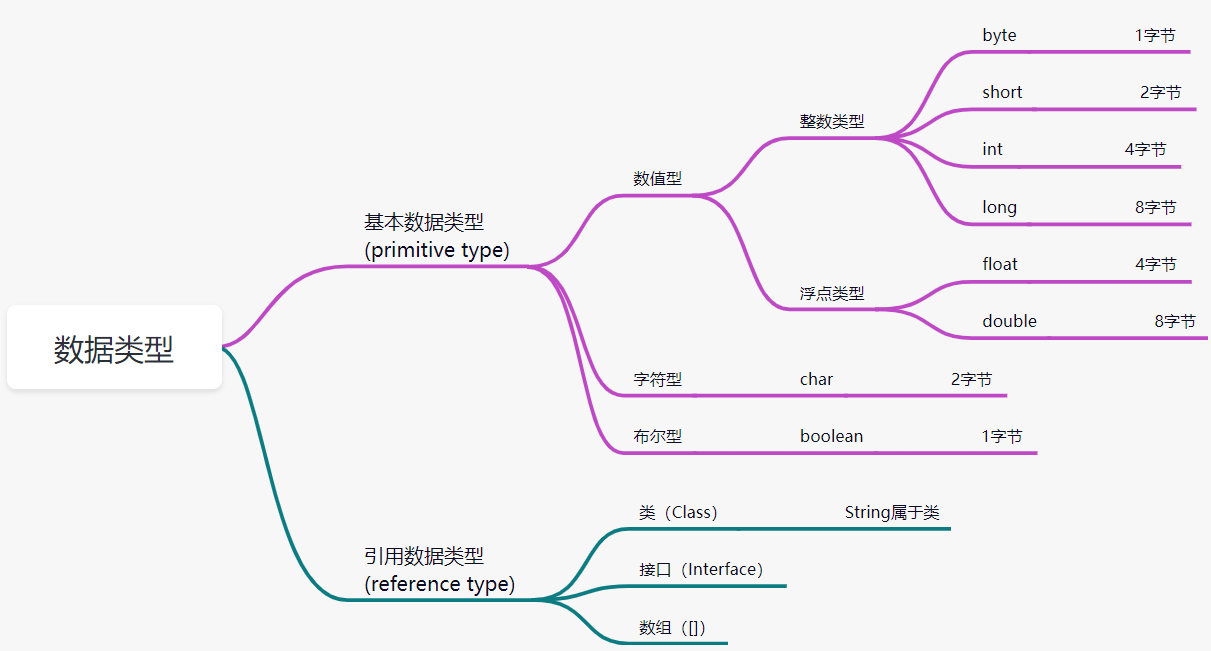 数据类型
基本数据类型
(primitive type)
数值型
整数类型
byte 1字节
short 2字节
int 4字节
long 8字节
浮点类型
float 4字节
double 8字节
字符型 char 2字节
布尔型 boolean 1字节
引用数据类型
(reference type)
类（Class） String属于类
接口（Interface）
数组（[]）